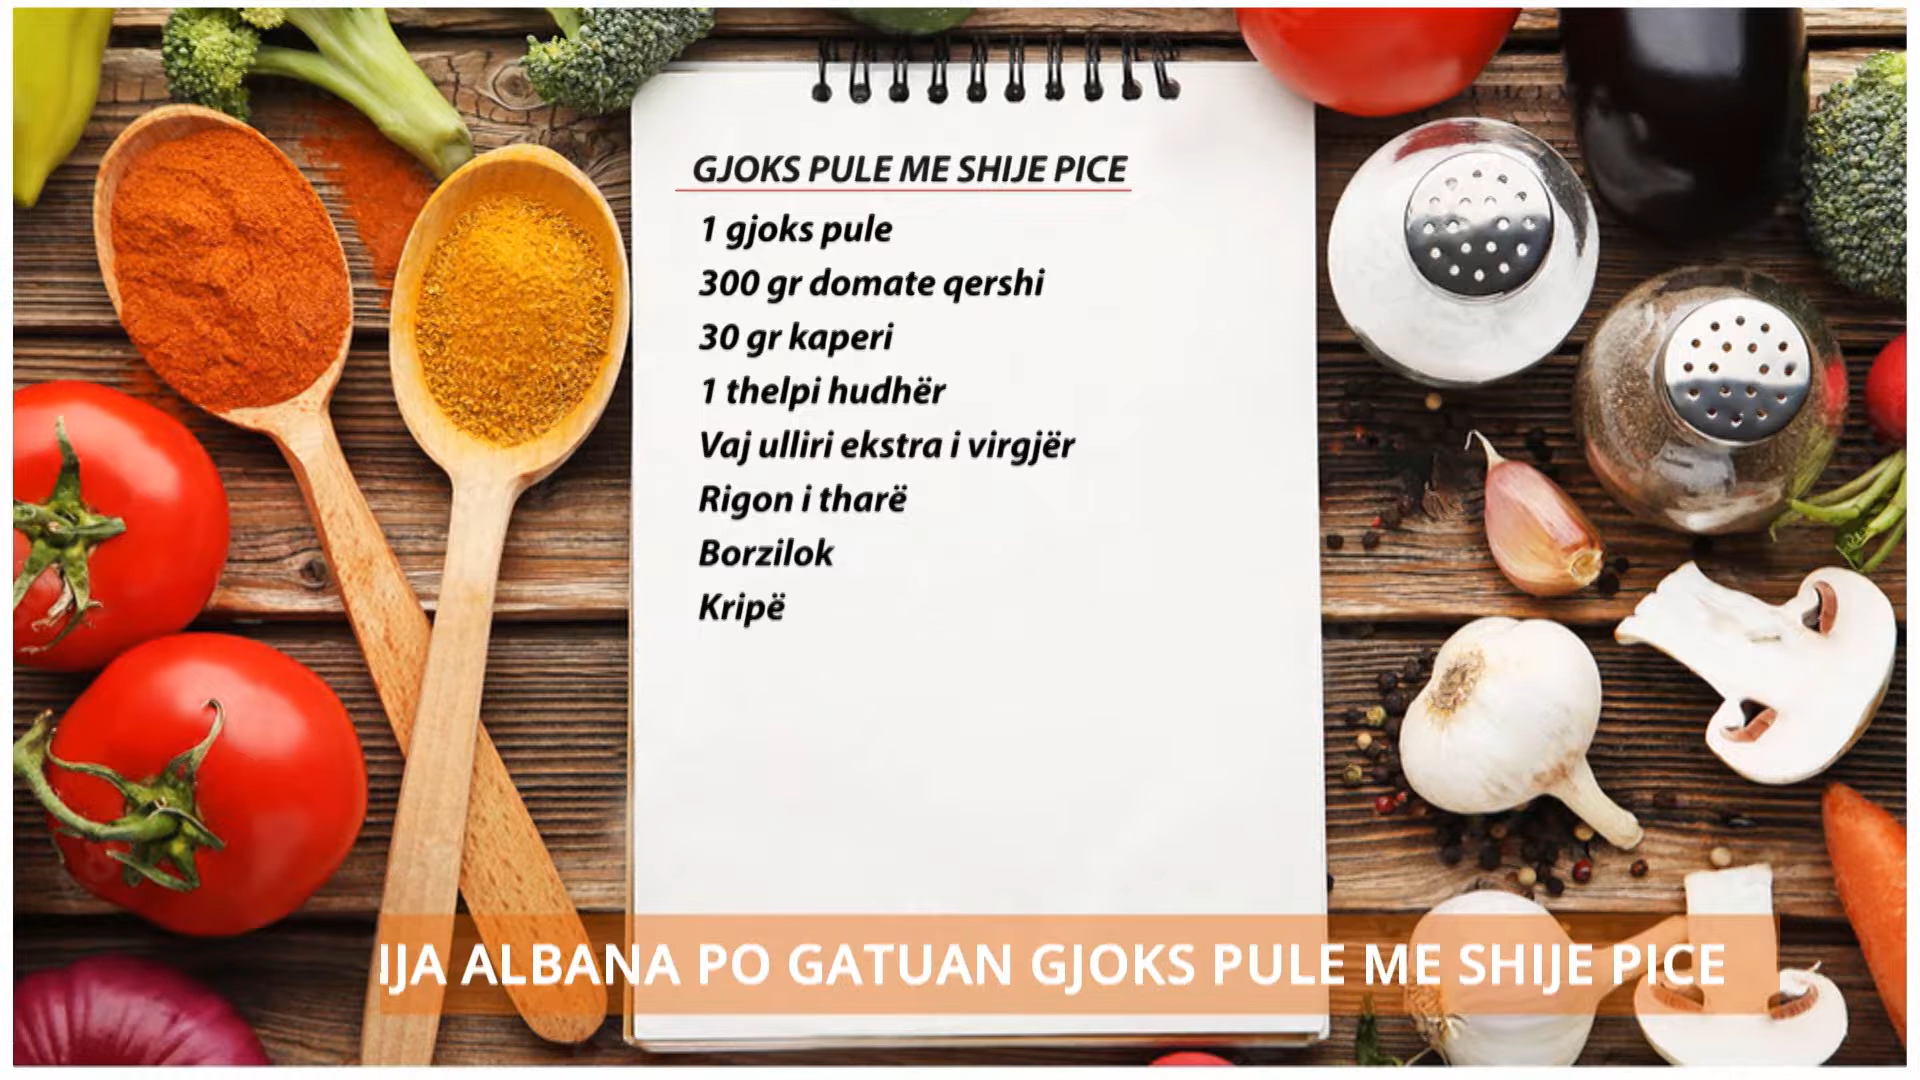 GJOKS PULE ME SHIJE PICE
1 gjoks pule
300 gr domate qershi
30 gr kaperi
1 thelpi hudhër
Vaj ulliri ekstra i virgjër
Rigon i tharë
Borzilok
Kripë
ALBANA PO GATUAN GJOKS PULE ME SHIJE PICE